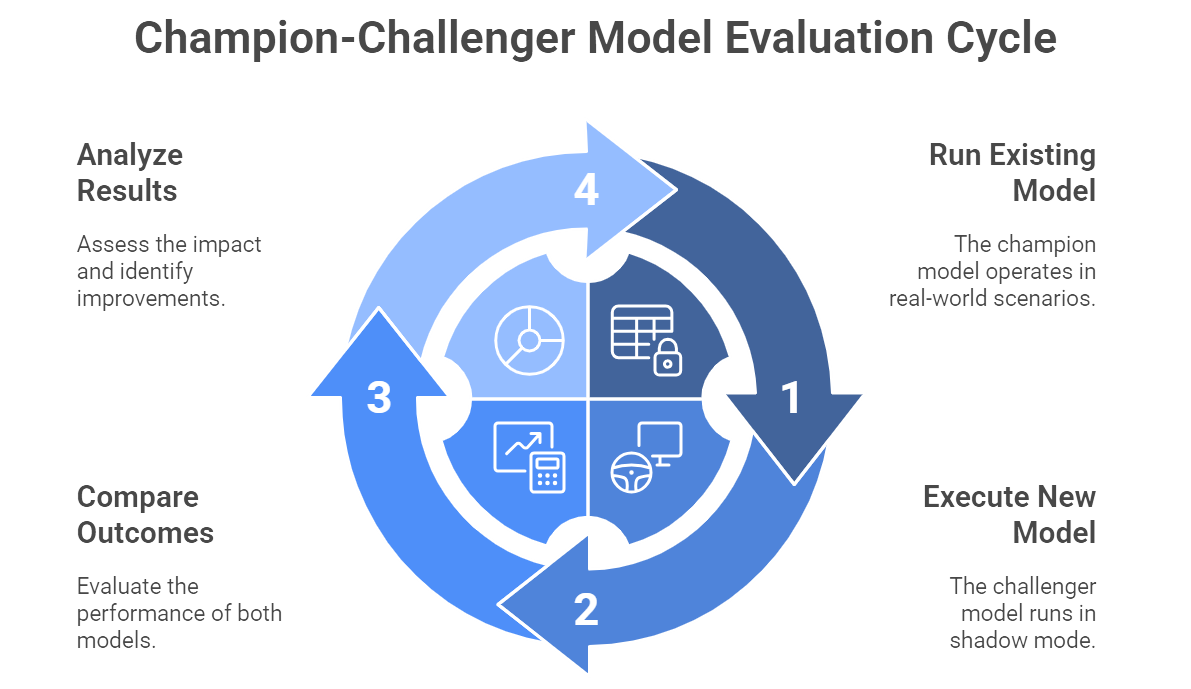 Champion-Challenger Model Evaluation Cycle
Analyze
Results
Assess the impact
and identify
improvements.
Run Existing
Model
The champion
model operates in
real-world scenarios.
4
1
3
2
Compare
Outcomes
Evaluate the
performance of both
models.
Execute New
Model
The challenger
model runs in
shadow mode.